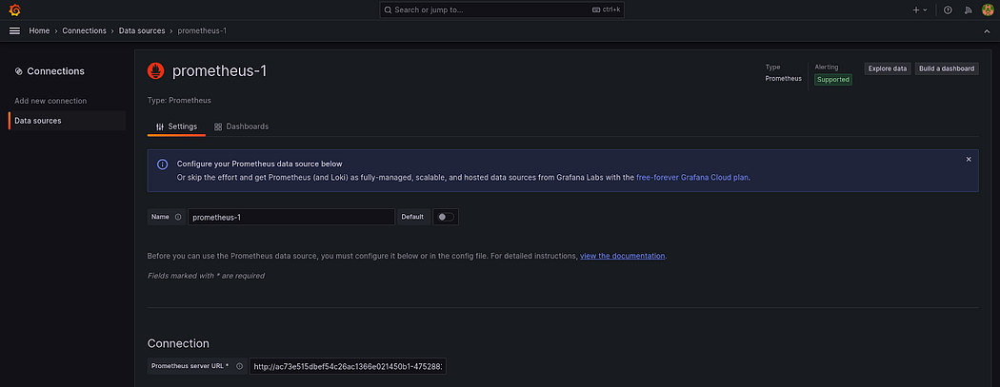 Search or jump to...
ctrl+k
Home › Connections › Data sources › prometheus-1
Connections
Add new connection
Data sources
prometheus-1
Type: Prometheus
Type
Prometheus
Alerting
Supported
Explore data
Build a dashboard
Settings
Dashboards
Configure your Prometheus data source below
Or skip the effort and get Prometheus (and Loki) as fully-managed, scalable, and hosted data sources from Grafana Labs with the free-forever Grafana Cloud plan.
Name
prometheus-1
Default
Before you can use the Prometheus data source, you must configure it below or in the config file. For detailed instructions, view the documentation.
Fields marked with * are required
Connection
Prometheus server URL *
http://ac73e515dbef54c26ac1366e021450b1-475288